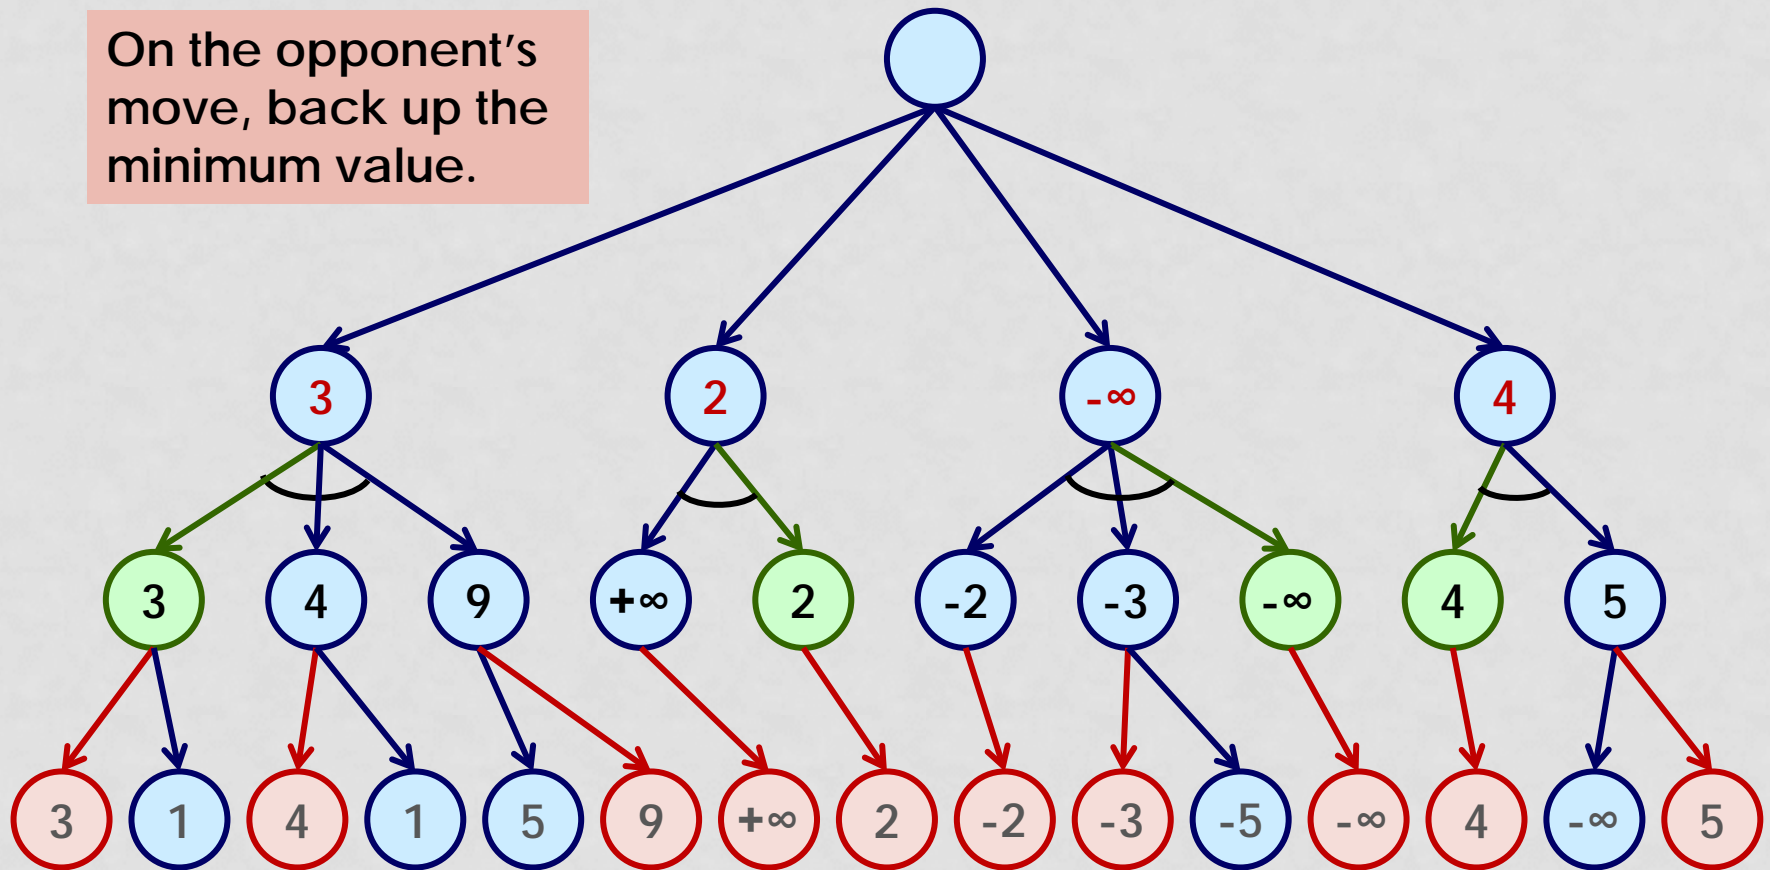 On the opponent's
move, back up the
minimum value.
3 2 -∞ 4
3 4 9 +∞ 2 -2 -3 -∞ 4 5
3 1 4 1 5 9 +∞ 2 -2 -3 -5 -∞ 4 -∞ 5